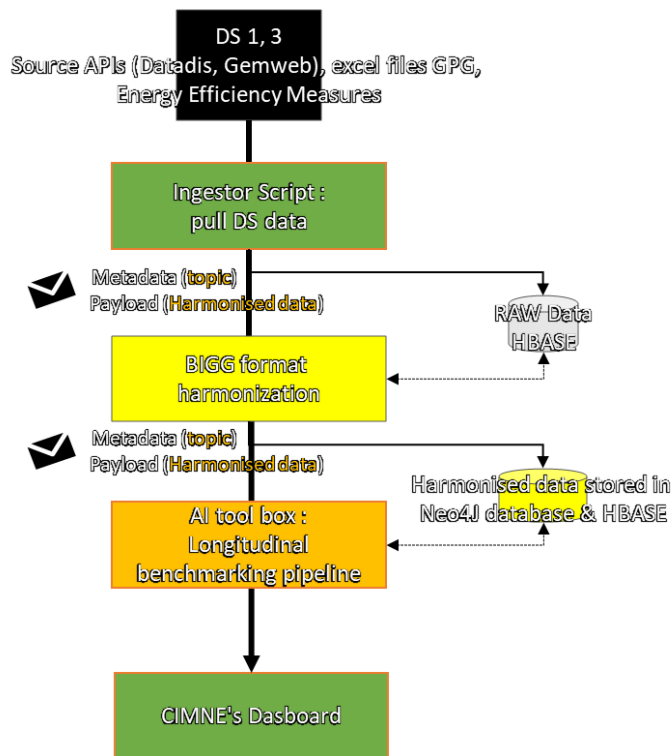 DS 1, 3
Source APIs (Datadis, Gemweb), excel files GPG,
Energy Efficiency Measures
Ingestor Script :
pull DS data
Metadata (topic)
Payload (Harmonised data)
RAW Data
HBASE
BIGG format
harmonization
Metadata (topic)
Payload (Harmonised data)
Harmonised data stored in
Neo4J database & HBASE
AI tool box :
Longitudinal
benchmarking pipeline
CIMNE's Dasboard